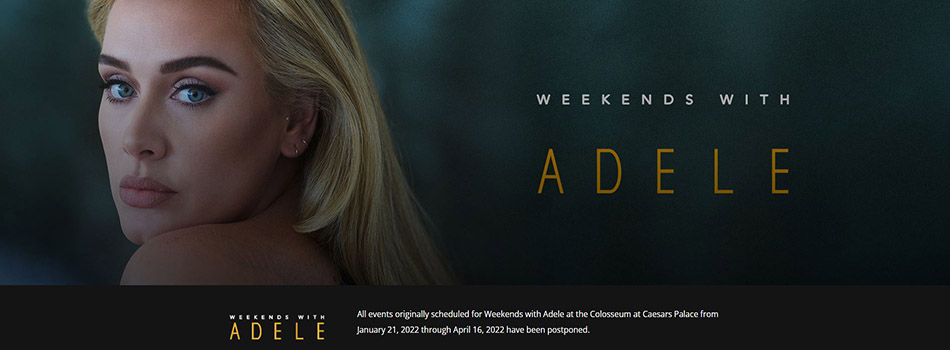 WEEKENDS WITH
ADELE
WEEKENDS WITH
ADELE
All events originally scheduled for Weekends with Adele at the Colosseum at Caesars Palace from
January 21, 2022 through April 16, 2022 have been postponed.